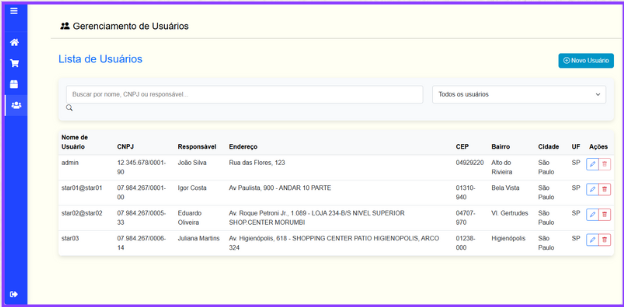 Gerenciamento de Usuários
Lista de Usuários
Novo Usuário
Buscar por nome, CNPJ ou responsável...
Todos os usuários
Nome de Usuário CNPJ Responsável Endereço CEP Bairro Cidade UF Ações
admin 12.345.678/0001-90 João Silva Rua das Flores, 123 04929220 Alto do Riviera São Paulo SP
star01@star01 07.984.267/0001-00 Igor Costa Av Paulista, 900 - ANDAR 10 PARTE 01310-940 Bela Vista São Paulo SP
star02@star02 07.984.267/0005-33 Eduardo Oliveira Av. Roque Petroni Jr., 1.089 - LOJA 234-B/S NIVEL SUPERIOR SHOP.CENTER MORUMBI 04707-970 Vl. Gertrudes São Paulo SP
star03 07.984.267/0006-14 Juliana Martins Av. Higienópolis, 618 - SHOPPING CENTER PATIO HIGIENOPOLIS, ARCO 324 01238-000 Higienópolis São Paulo SP